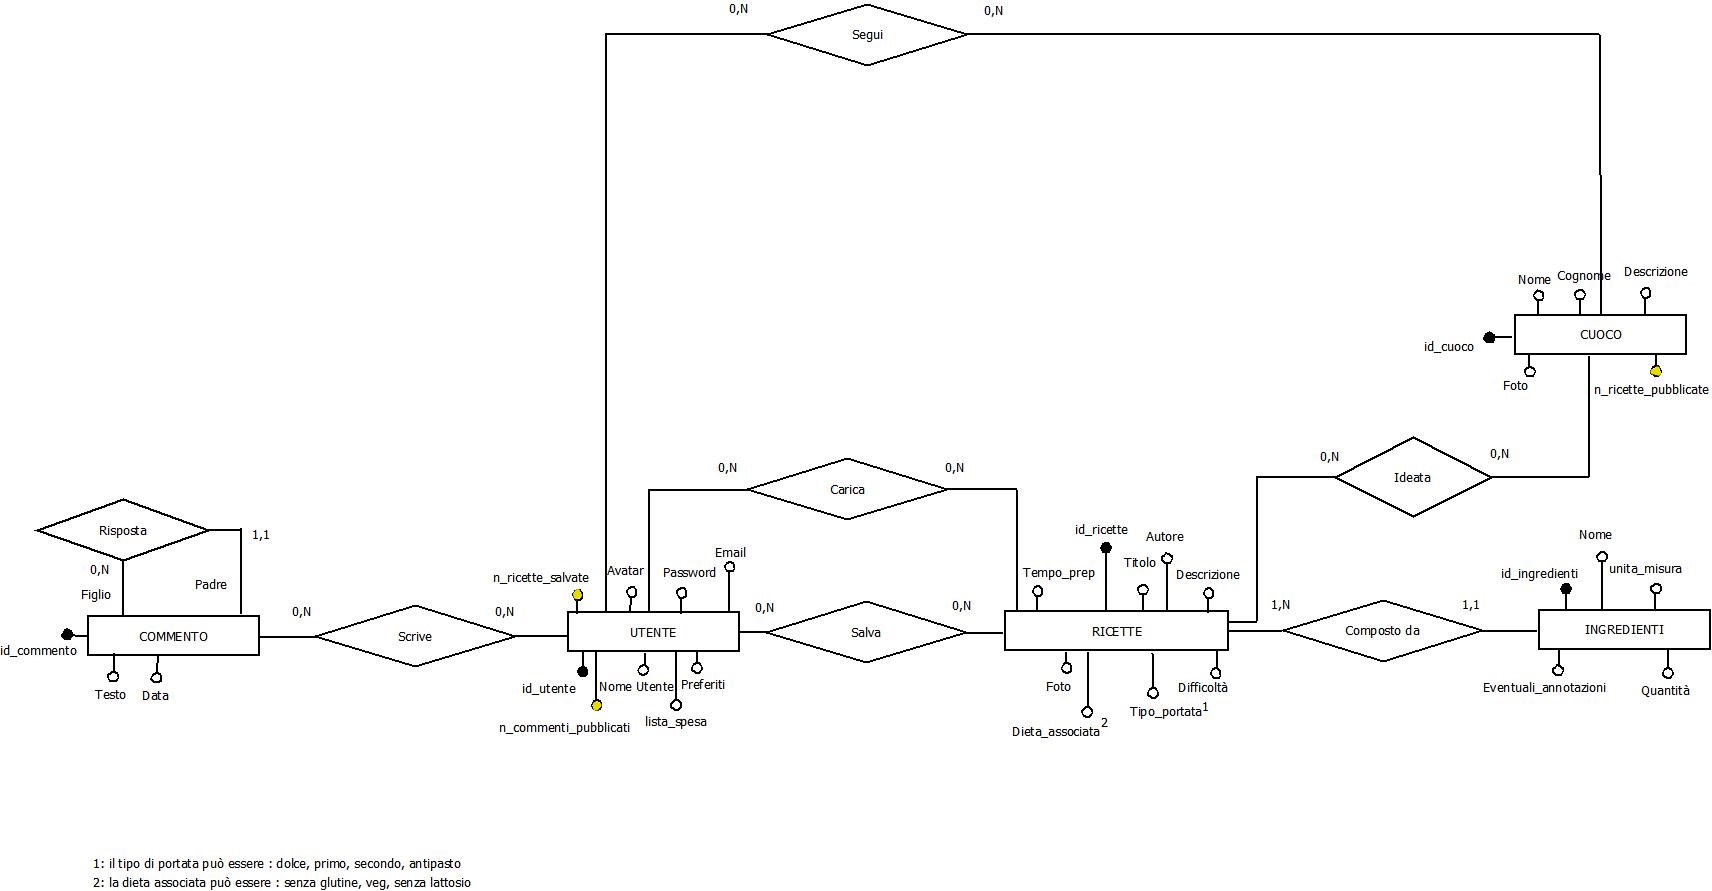 0,N
0,N
Segui
Nome
Cognome
Descrizione
CUOCO
id_cuoco
Foto
n_ricette_pubblicate
0,N
0,N
Carica
0,N
0,N
Ideata
Risposta
1,1
0,N
Figlio
Padre
id_ricette
Autore
Titolo
Tempo_prep
Descrizione
Nome
id_ingredienti
unita_misura
n_ricette_salvate
Avatar
Password
Email
COMMENTO
0,N
Scrive
0,N
UTENTE
0,N
Salva
0,N
RICETTE
1,N
Composto da
1,1
INGREDIENTI
id_commento
Testo
Data
id_utente
Nome Utente
Preferiti
n_commenti_pubblicati
lista_spesa
Foto
Difficoltà
Tipo_portata1
Dieta_associata2
Eventuali_annotazioni
Quantità
1: il tipo di portata può essere : dolce, primo, secondo, antipasto
2: la dieta associata può essere : senza glutine, veg, senza lattosio